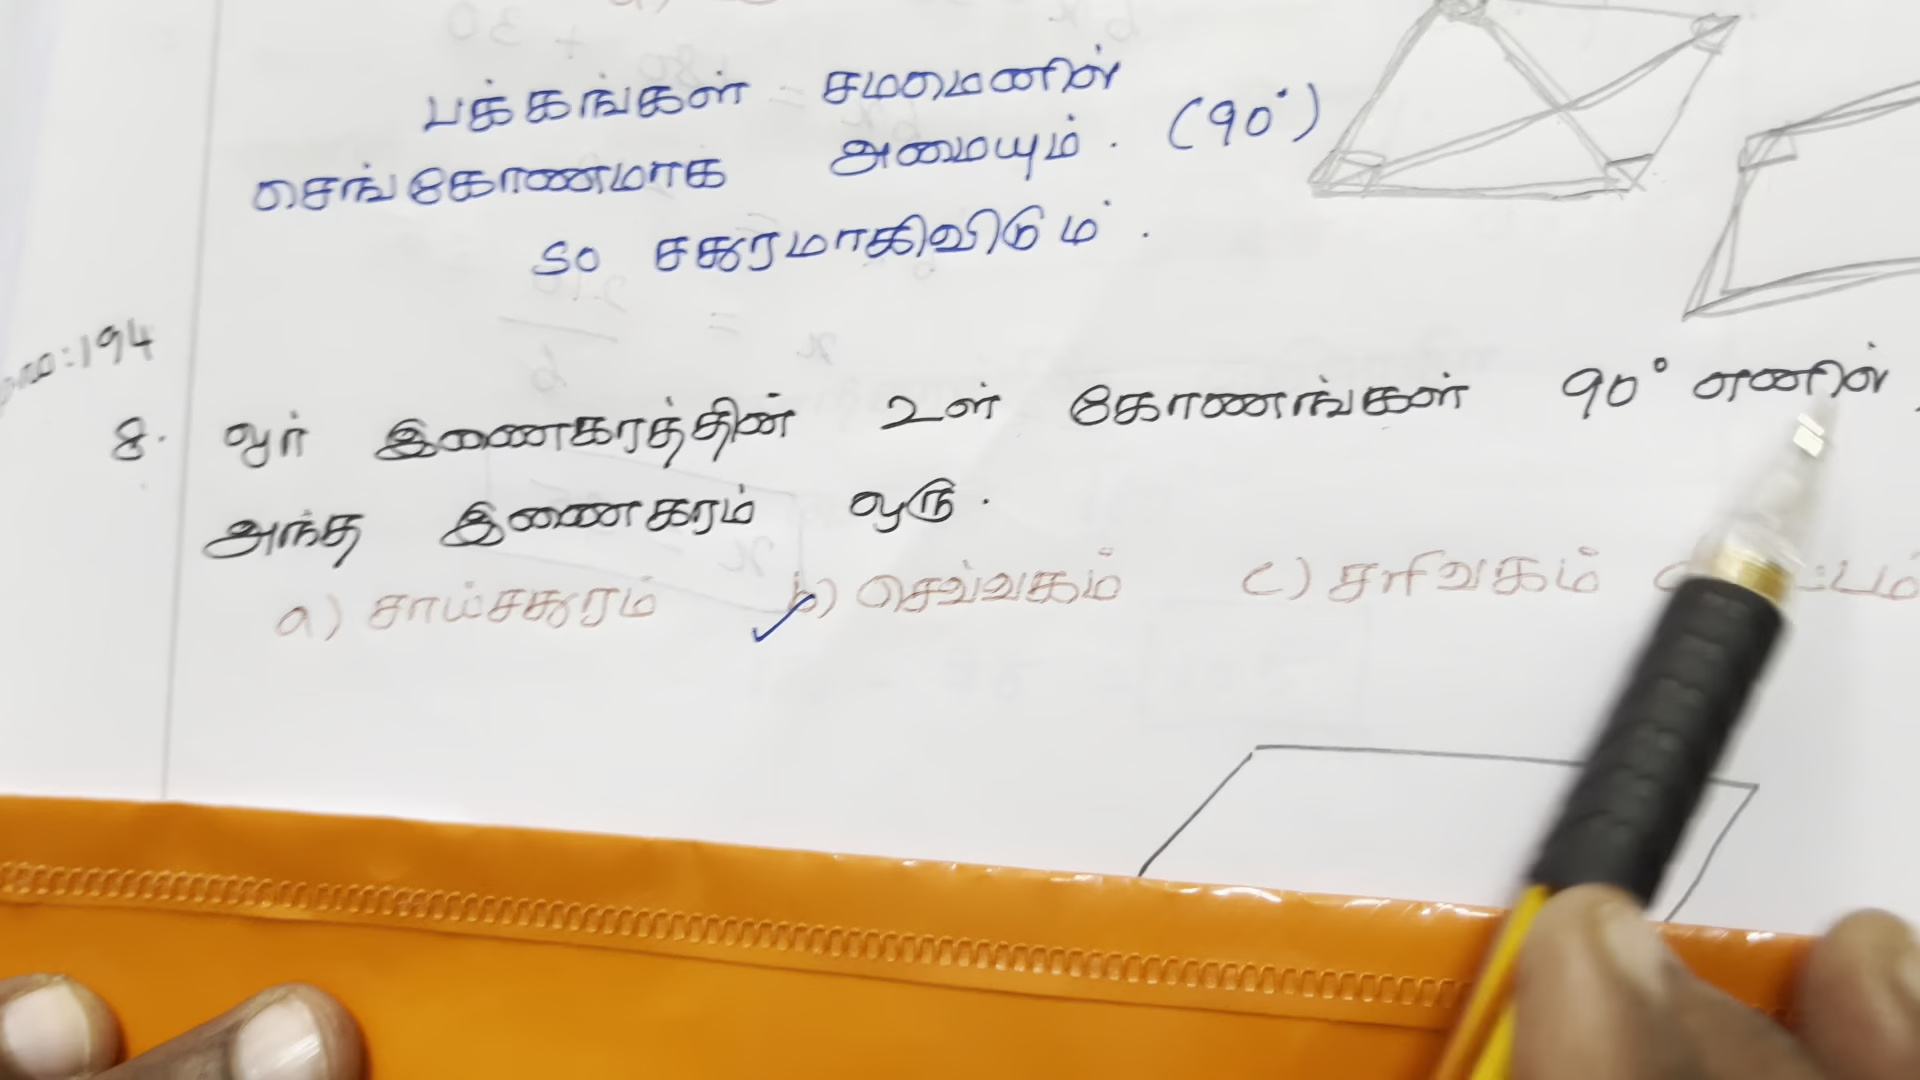 பக்கங்கள் சமமெனில்
செங்கோணமாக அமையும். (90°)
So சதுரமாகிவிடும்.
:194
8. ஓர் இணைகரத்தின் உள் கோணங்கள் 90° எனில்,
அந்த இணைகரம் ஒரு.
a) சாய்சதுரம் b) செவ்வகம் c) சரிவகம்